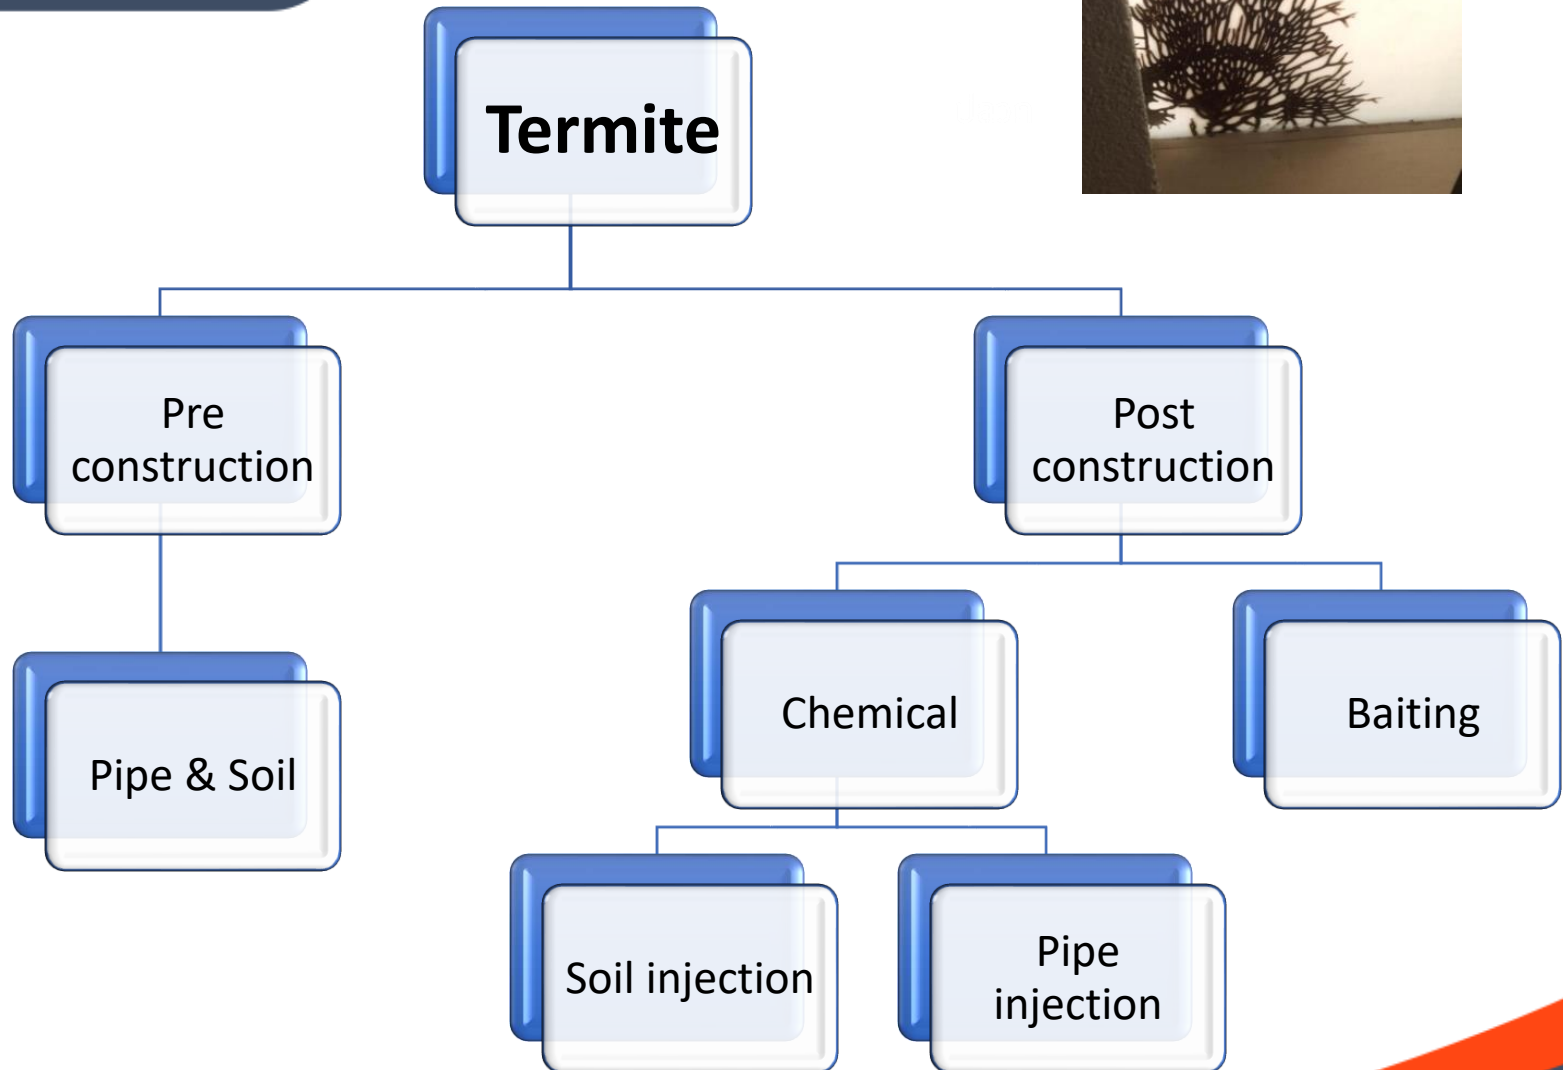 Termite
Pre
construction
Post
construction
Pipe & Soil
Chemical
Baiting
Soil injection
Pipe
injection